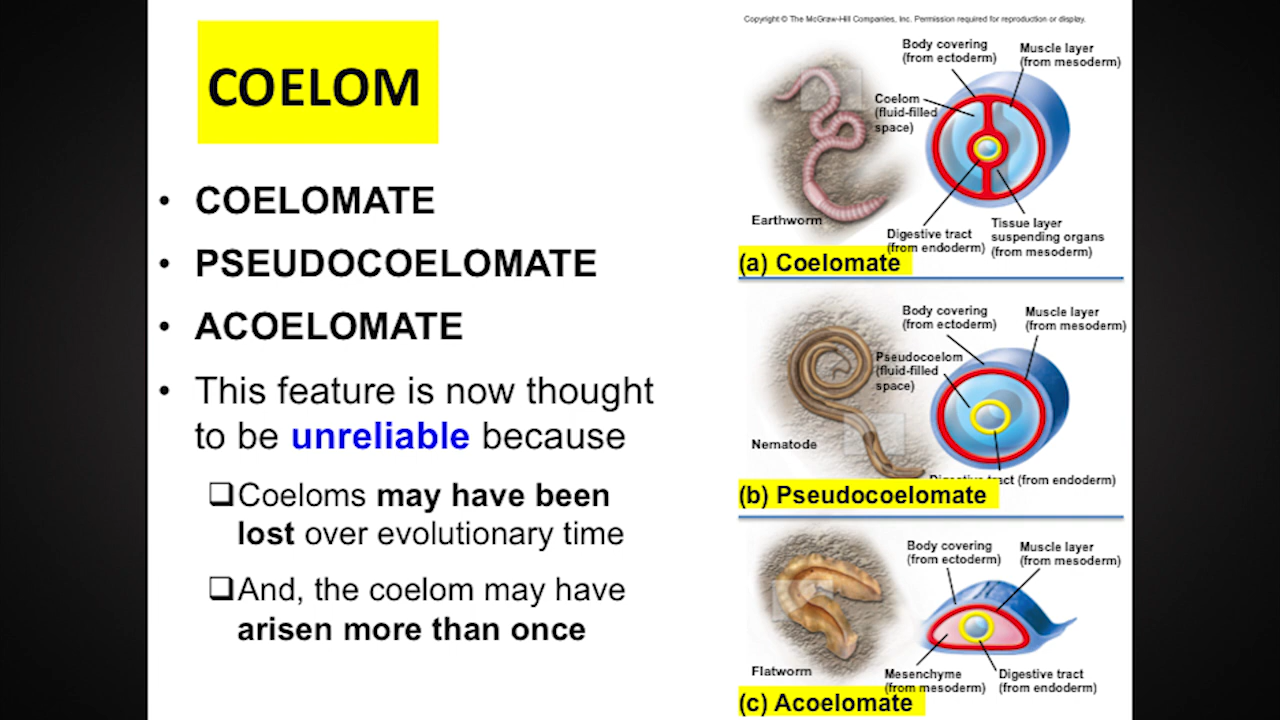 COELOM
• COELOMATE
• PSEUDOCOELOMATE
• ACOELOMATE
• This feature is now thought
to be unreliable because
❑Coeloms may have been
lost over evolutionary time
❑And, the coelom may have
arisen more than once
Copyright © The McGraw-Hill Companies, Inc. Permission required for reproduction or display.
Body covering
(from ectoderm)
Muscle layer
(from mesoderm)
Coelom
(fluid-filled
space)
Earthworm
Digestive tract
(from endoderm)
Tissue layer
suspending organs
(from mesoderm)
(a) Coelomate
Body covering
(from ectoderm)
Muscle layer
(from mesoderm)
Pseudocoelom
(fluid-filled
space)
Nematode
Digestive tract (from endoderm)
(b) Pseudocoelomate
Body covering
(from ectoderm)
Muscle layer
(from mesoderm)
Flatworm
Mesenchyme
(from mesoderm)
Digestive tract
(from endoderm)
(c) Acoelomate